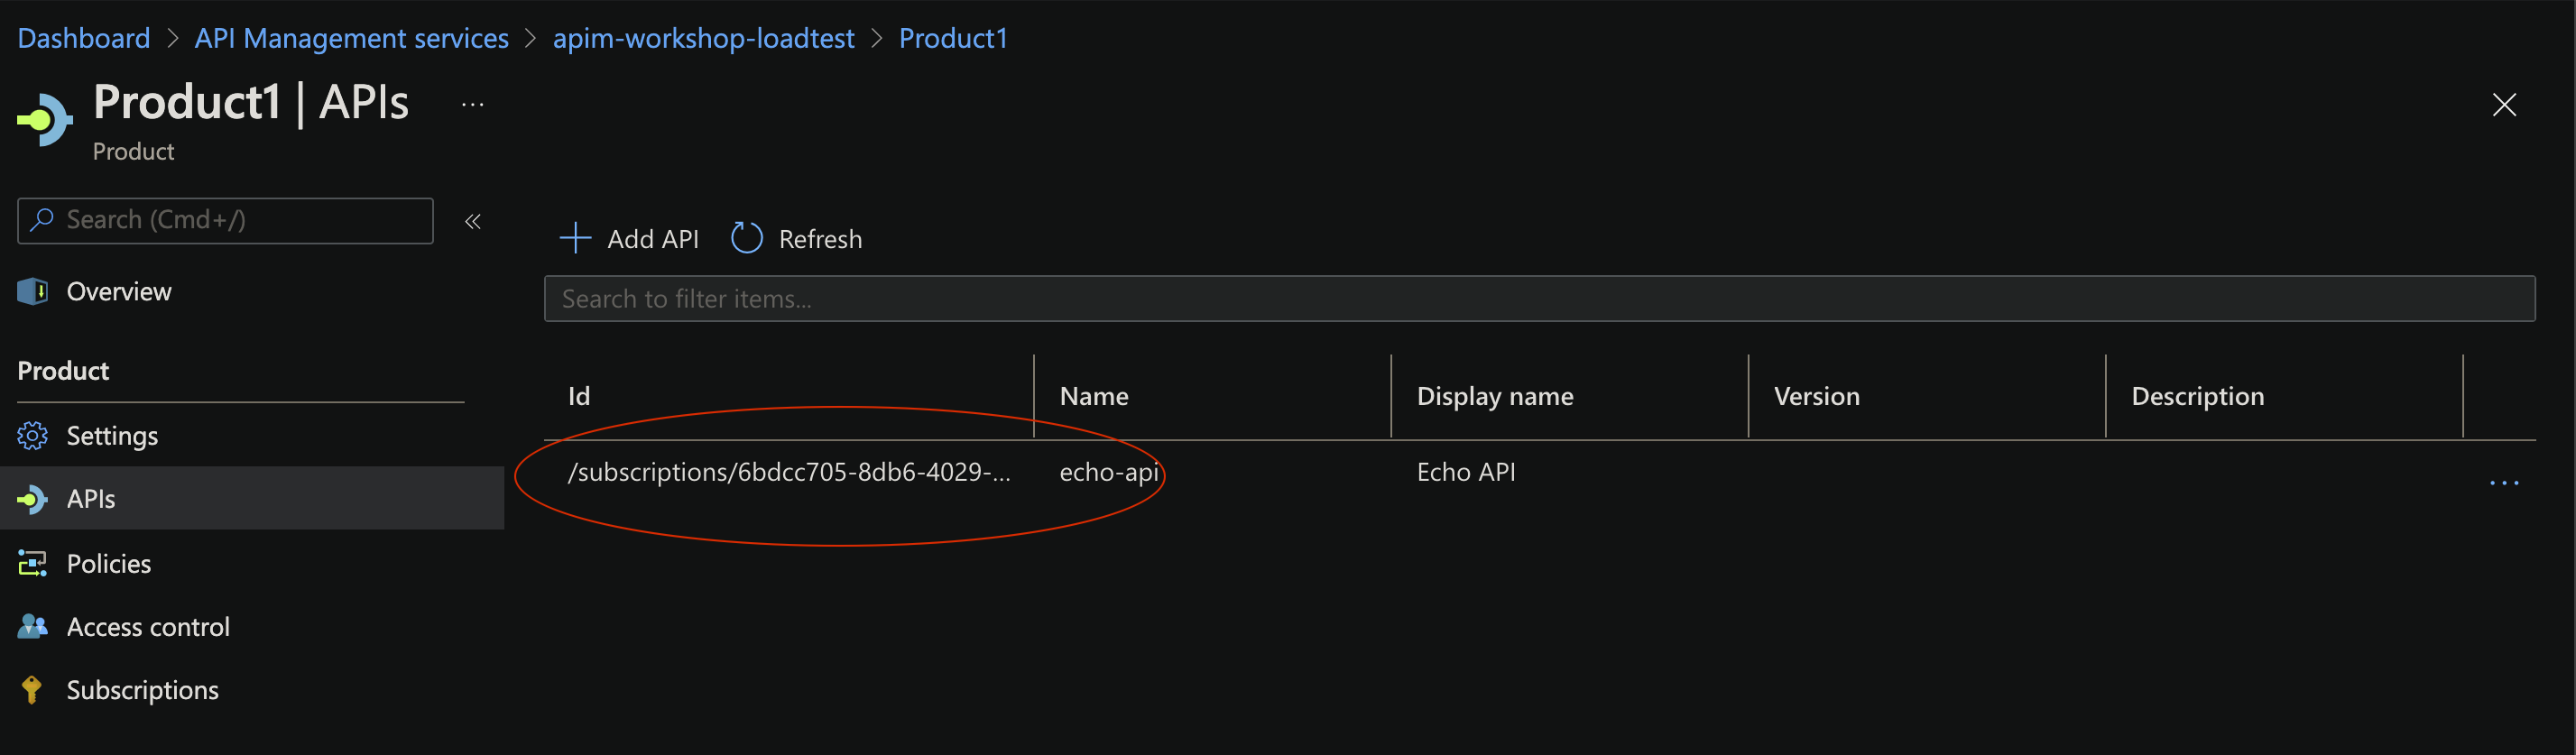 Dashboard > API Management services > apim-workshop-loadtest > Product1
Product1 | APIs ...
Product
Search (Cmd+/) «
Overview
Product
Settings
APIs
Policies
Access control
Subscriptions
Add API Refresh
Search to filter items...
Id Name Display name Version Description
/subscriptions/6bdcc705-8db6-4029-... echo-api Echo API ...